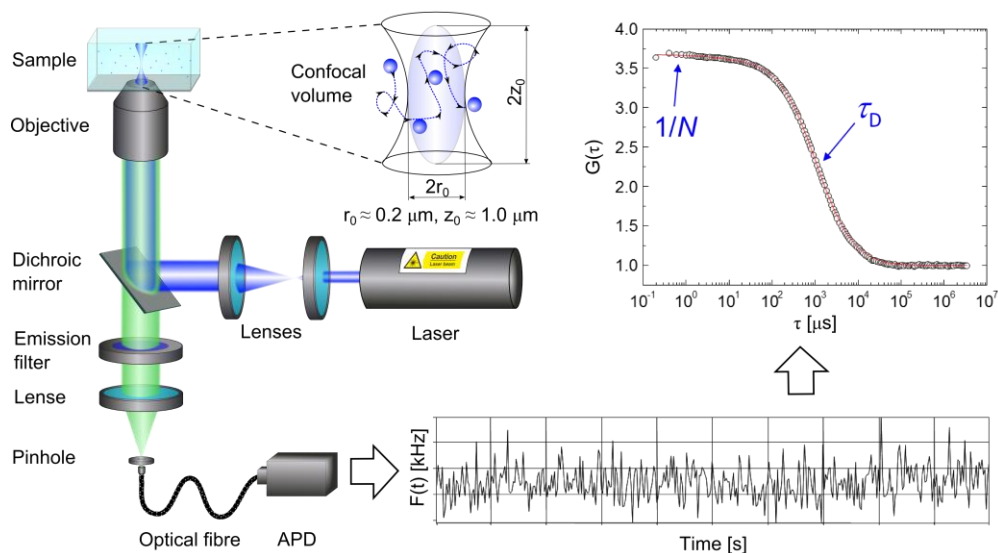 Sample
Objective
Dichroic
mirror
Emission
filter
Lense
Pinhole
Optical fibre
APD
Lenses
Laser
Caution
Laser beam
Confocal
volume
2z₀
2r₀
r₀ ≈ 0.2 μm, z₀ ≈ 1.0 μm
G(τ)
4.0
3.5
3.0
2.5
2.0
1.5
1.0
1/N
τD
10⁻¹ 10⁰ 10¹ 10² 10³ 10⁴ 10⁵ 10⁶ 10⁷
τ [μs]
F(t) [kHz]
Time [s]